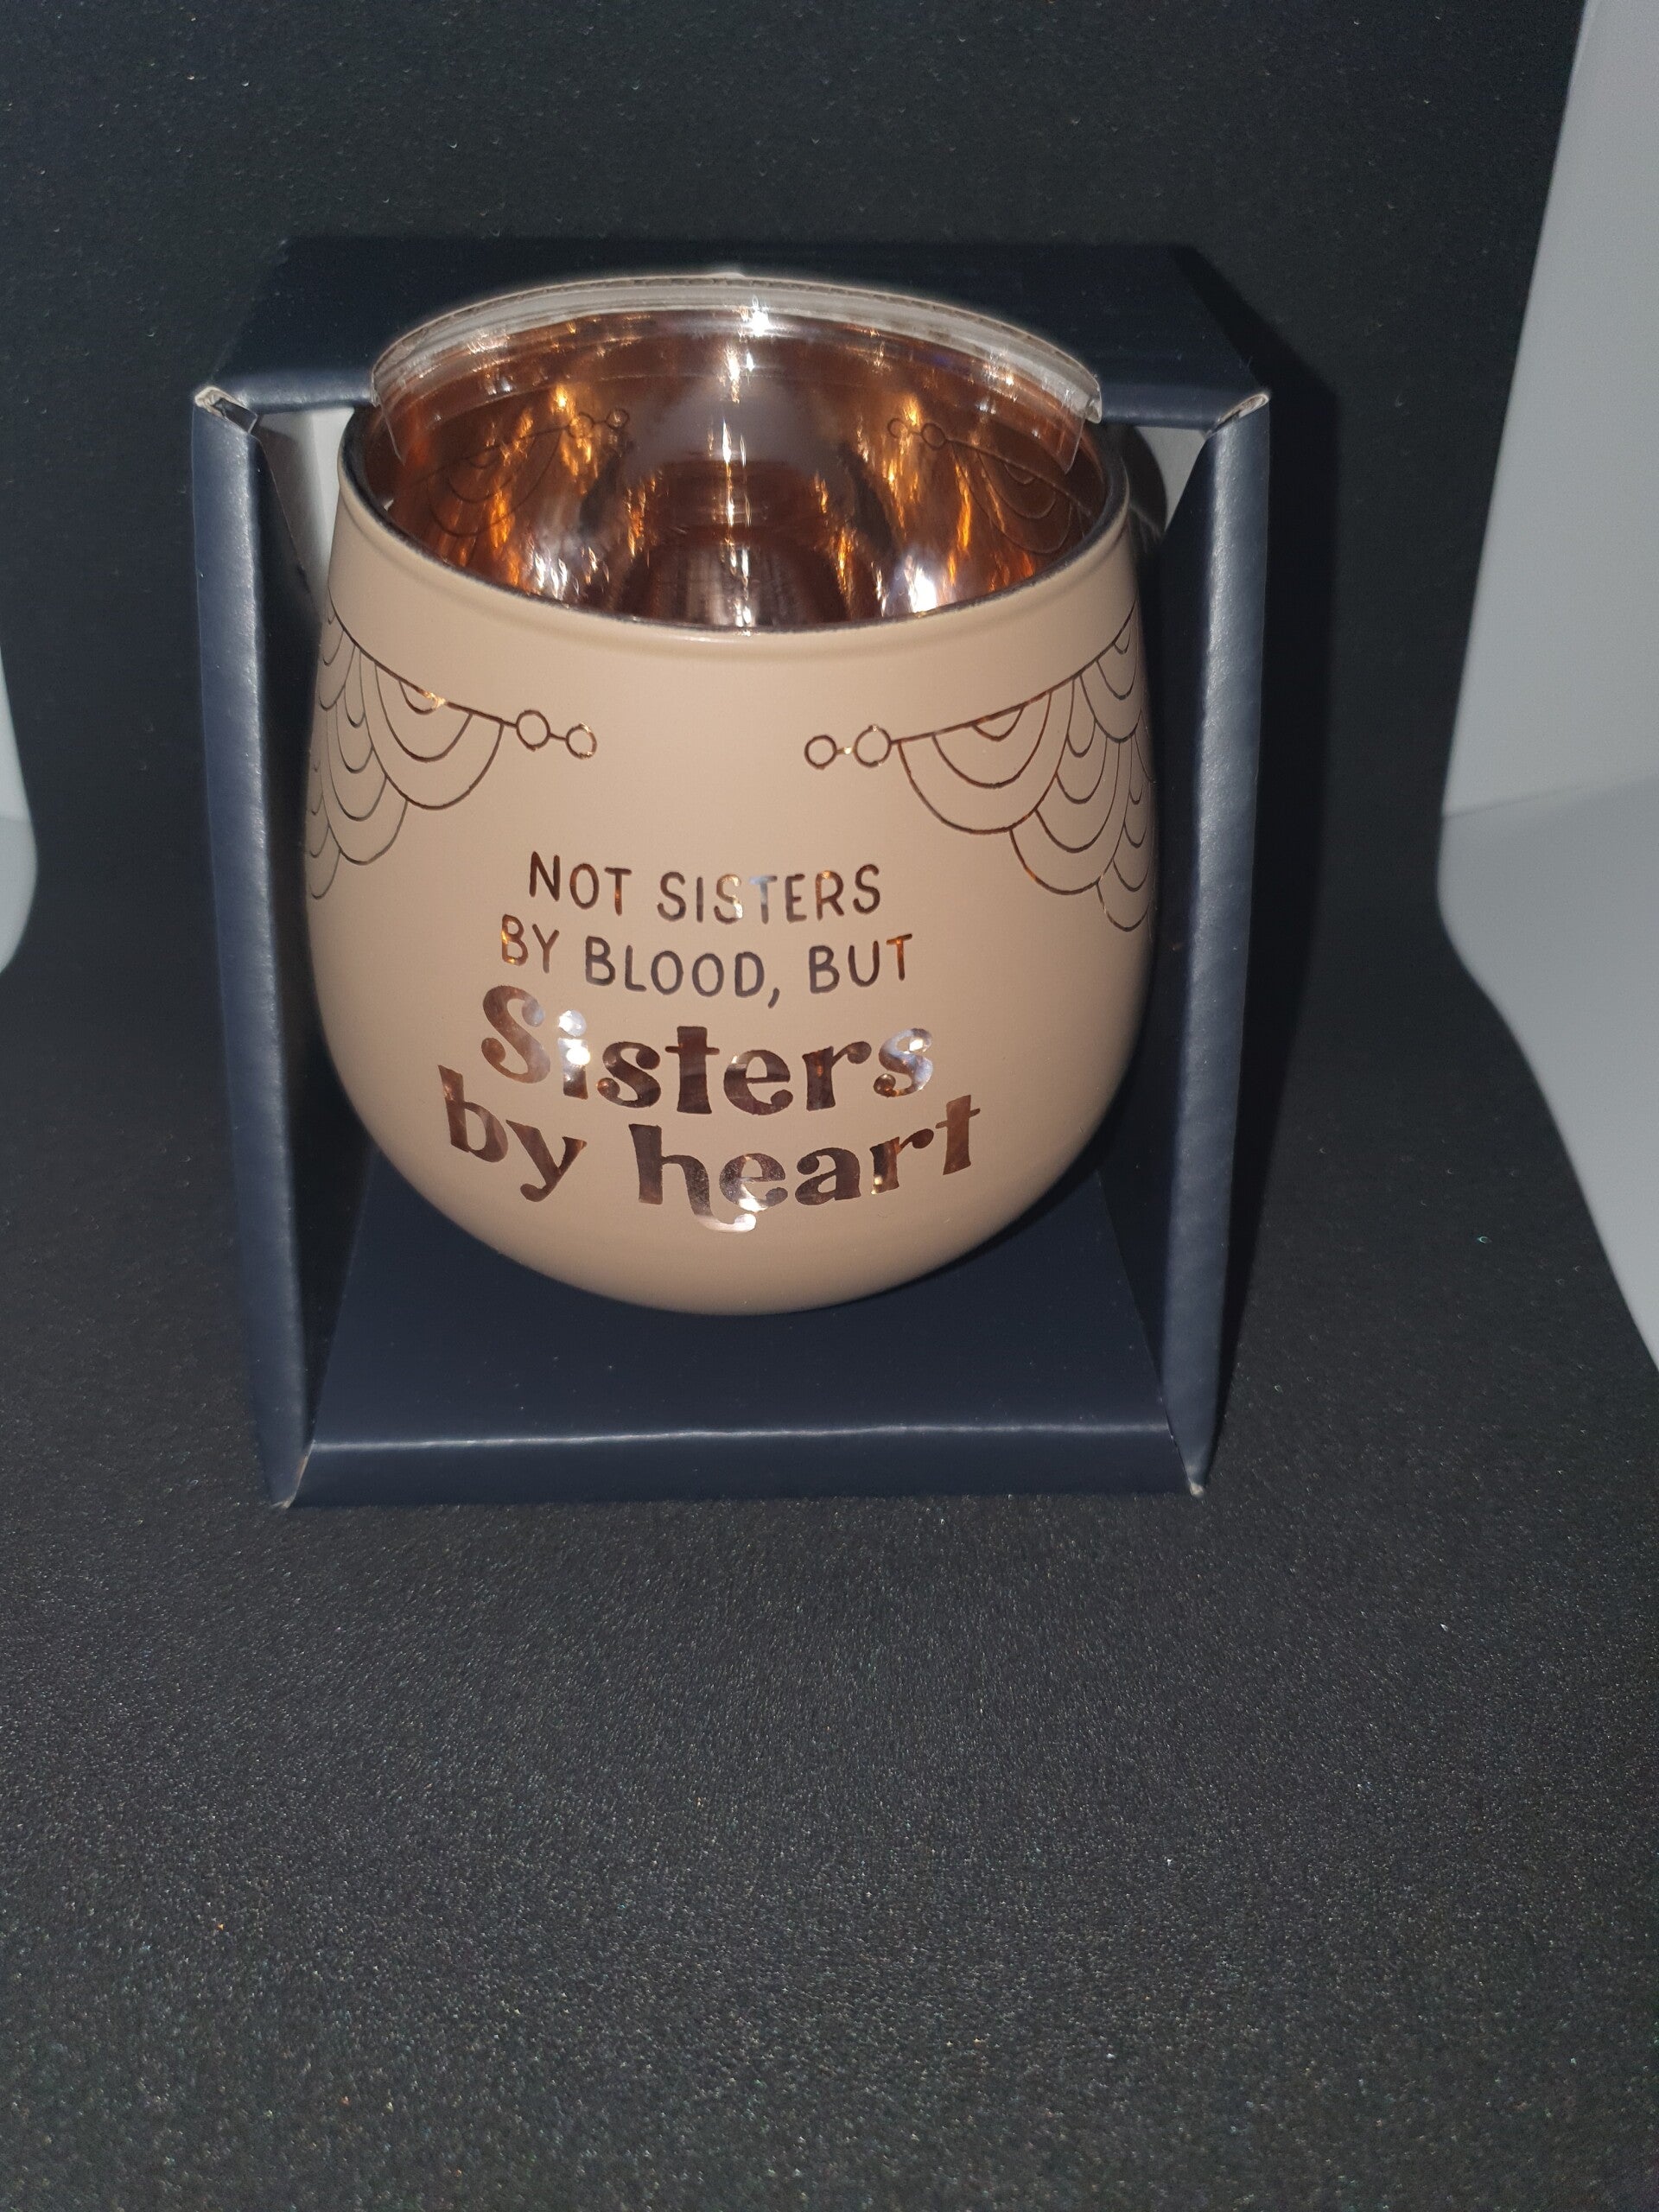 NOT SISTERS
BY BLOOD, BUT
Sisters
by heart